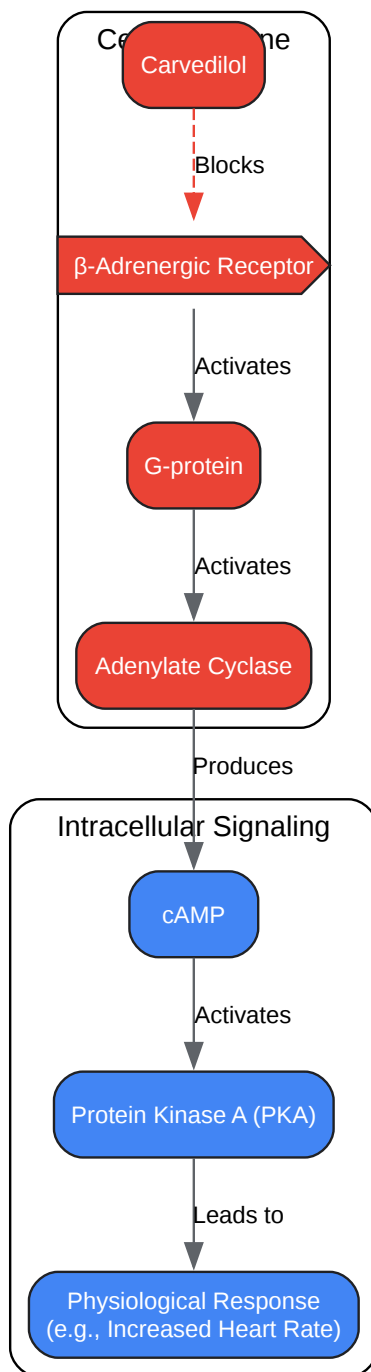 Carvedilol
Blocks
β-Adrenergic Receptor
Activates
G-protein
Activates
Adenylate Cyclase
Produces
Intracellular Signaling
cAMP
Activates
Protein Kinase A (PKA)
Leads to
Physiological Response
(e.g., Increased Heart Rate)